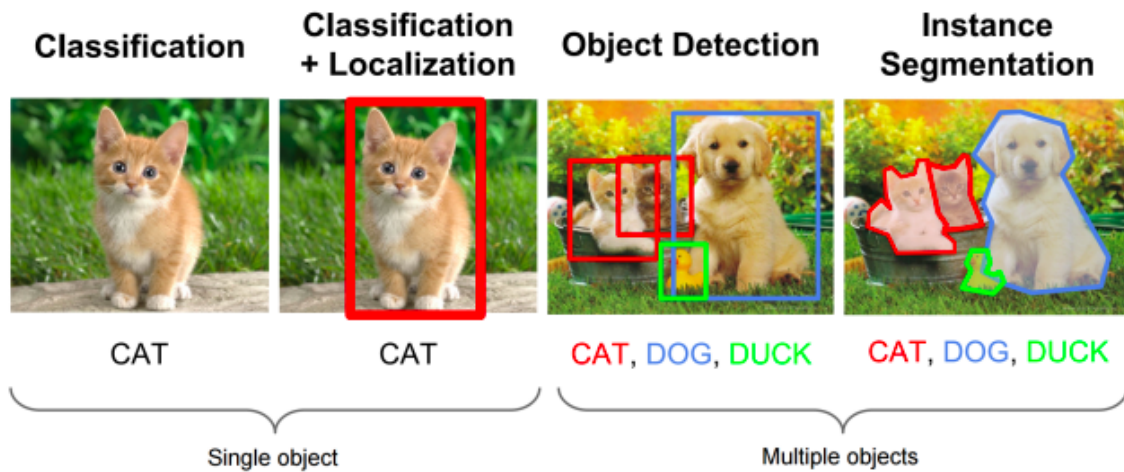 Classification
Classification
+ Localization
Object Detection
Instance
Segmentation
CAT
CAT
CAT, DOG, DUCK
CAT, DOG, DUCK
Single object
Multiple objects